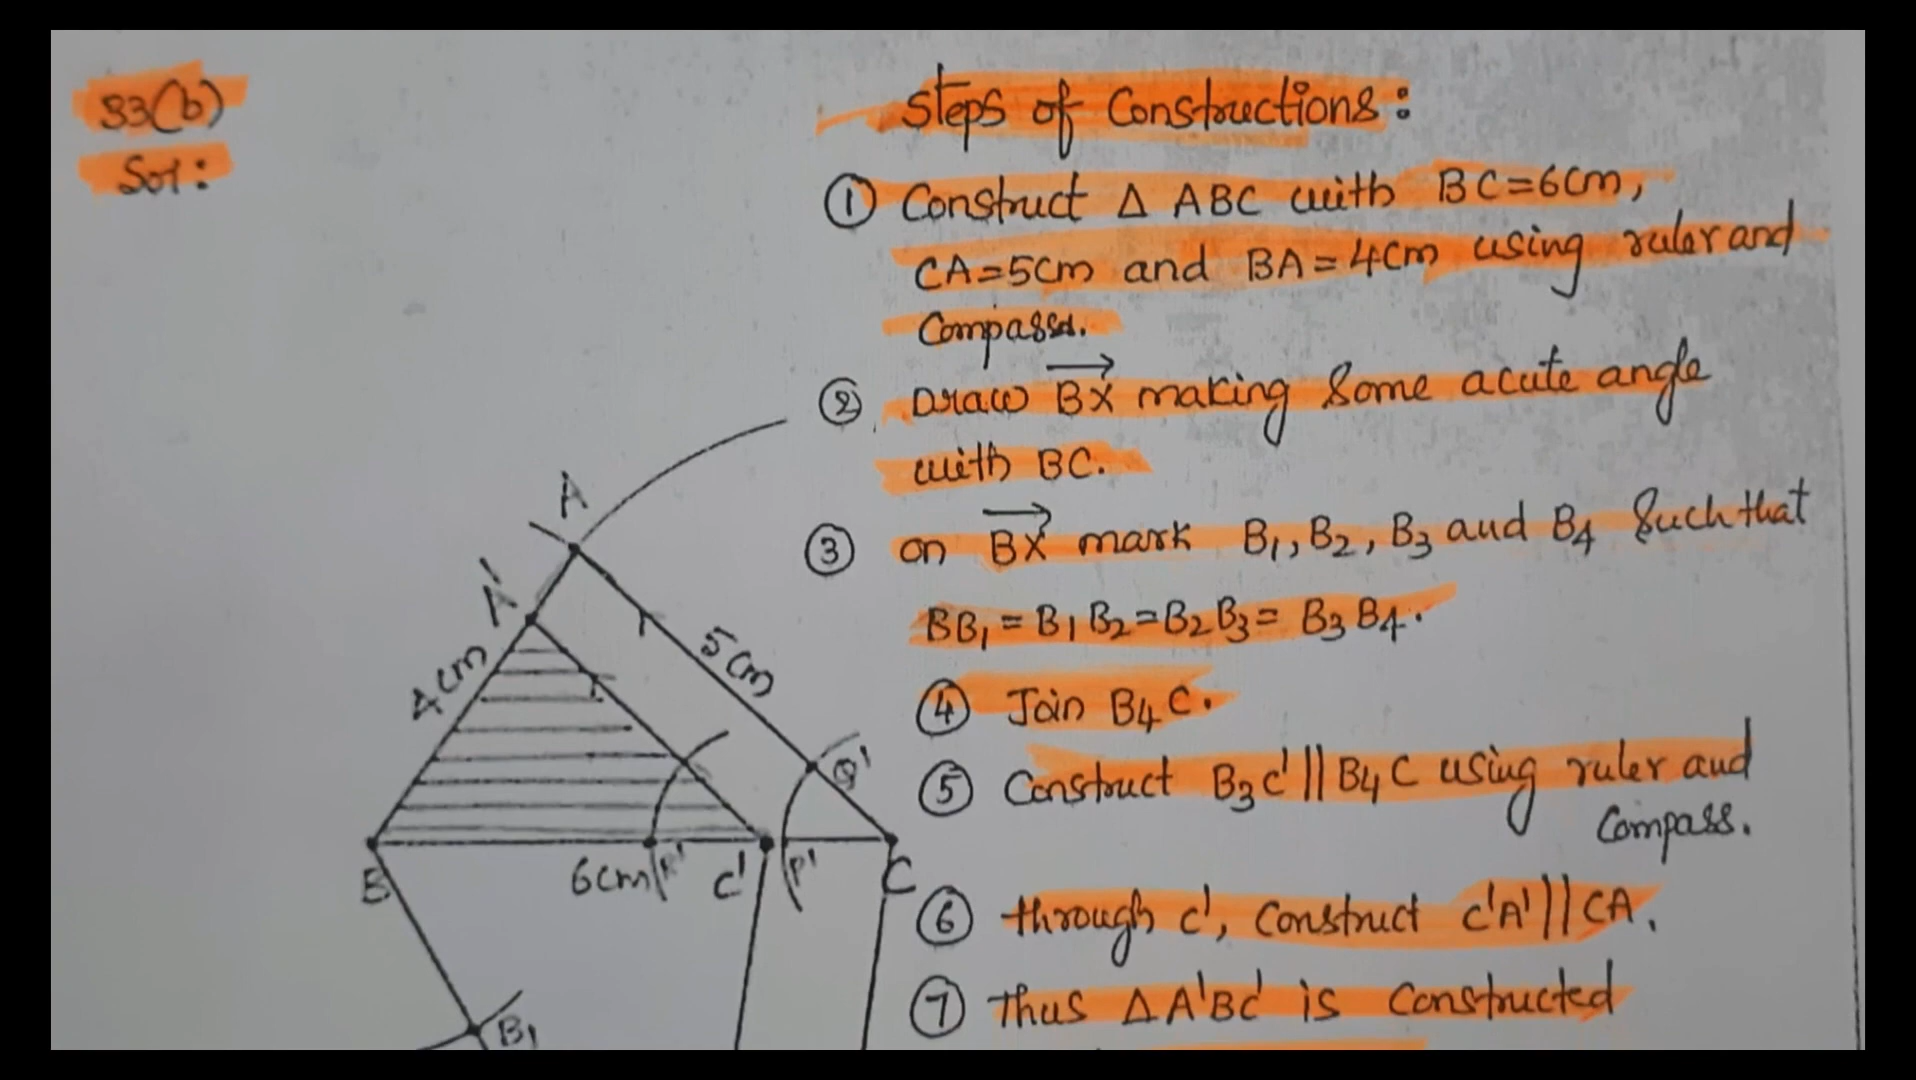 33(b)
Sol:
Steps of Constructions:
① Construct Δ ABC with BC=6cm,
CA=5cm and BA=4cm using ruler and
Compass.
② Draw BX making some acute angle
with BC.
③ on BX mark B1, B2, B3 and B4 Such that
BB1 = B1B2 = B2B3 = B3B4.
④ Join B4C.
⑤ Construct B3C' || B4C using ruler and
Compass.
⑥ through C', Construct C'A' || CA.
⑦ Thus Δ A'BC' is Constructed
A
A'
4cm
5cm
Q'
B
6cm
C'
P'
C
B1